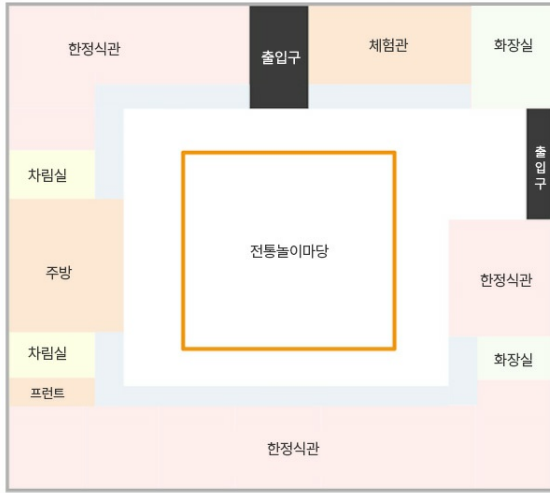 한정식관
출입구
체험관
화장실
출입구
차림실
전통놀이마당
주방
한정식관
차림실
화장실
프런트
한정식관